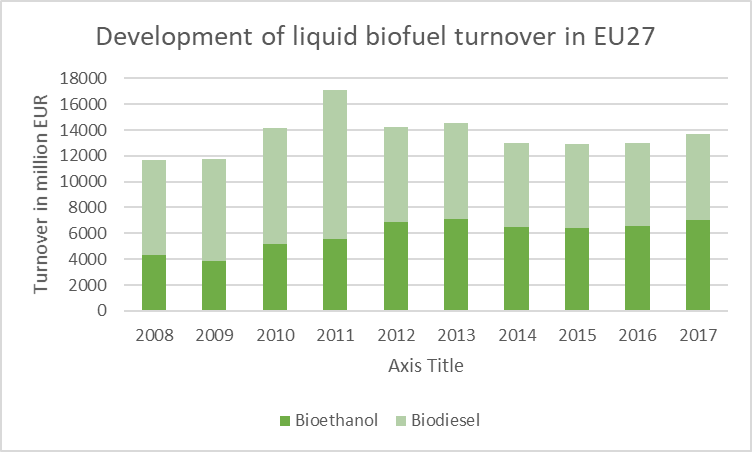 Development of liquid biofuel turnover in EU27
Turnover in million EUR
18000
16000
14000
12000
10000
8000
6000
4000
2000
0
2008 2009 2010 2011 2012 2013 2014 2015 2016 2017
Axis Title
Bioethanol Biodiesel